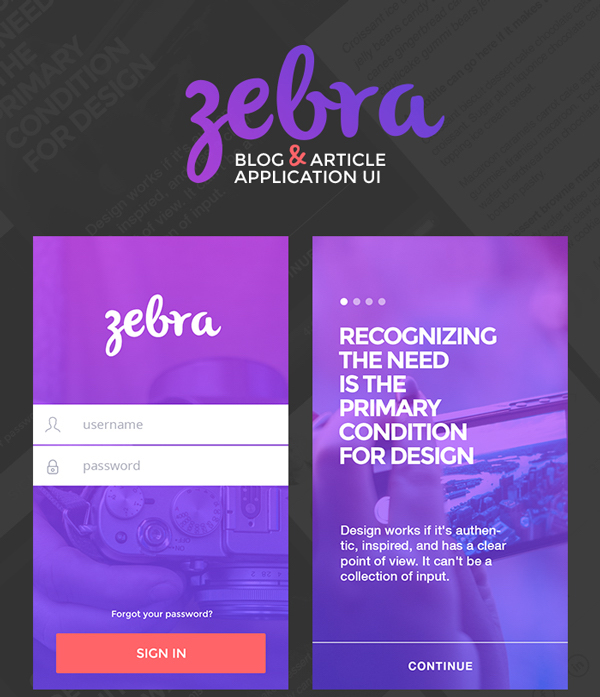 zebra
BLOG & ARTICLE
APPLICATION UI
zebra
username
password
Forgot your password?
SIGN IN
RECOGNIZING
THE NEED
IS THE
PRIMARY
CONDITION
FOR DESIGN
Design works if it's authen-
tic, inspired, and has a clear
point of view. It can't be a
collection of input.
CONTINUE